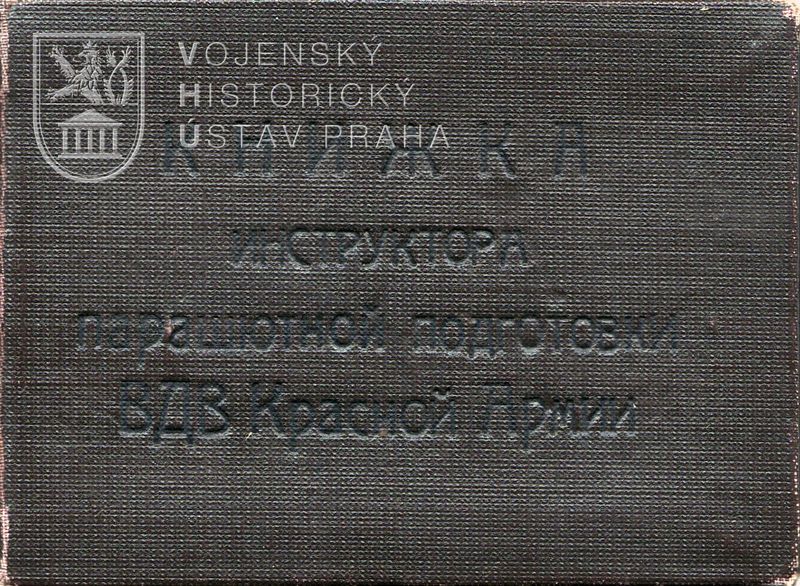 VOJENSKÝ
HISTORICKÝ
ÚSTAV PRAHA
КНИЖКА
ИНСТРУКТОРА
парашютной подготовки
ВДВ Красной Армии